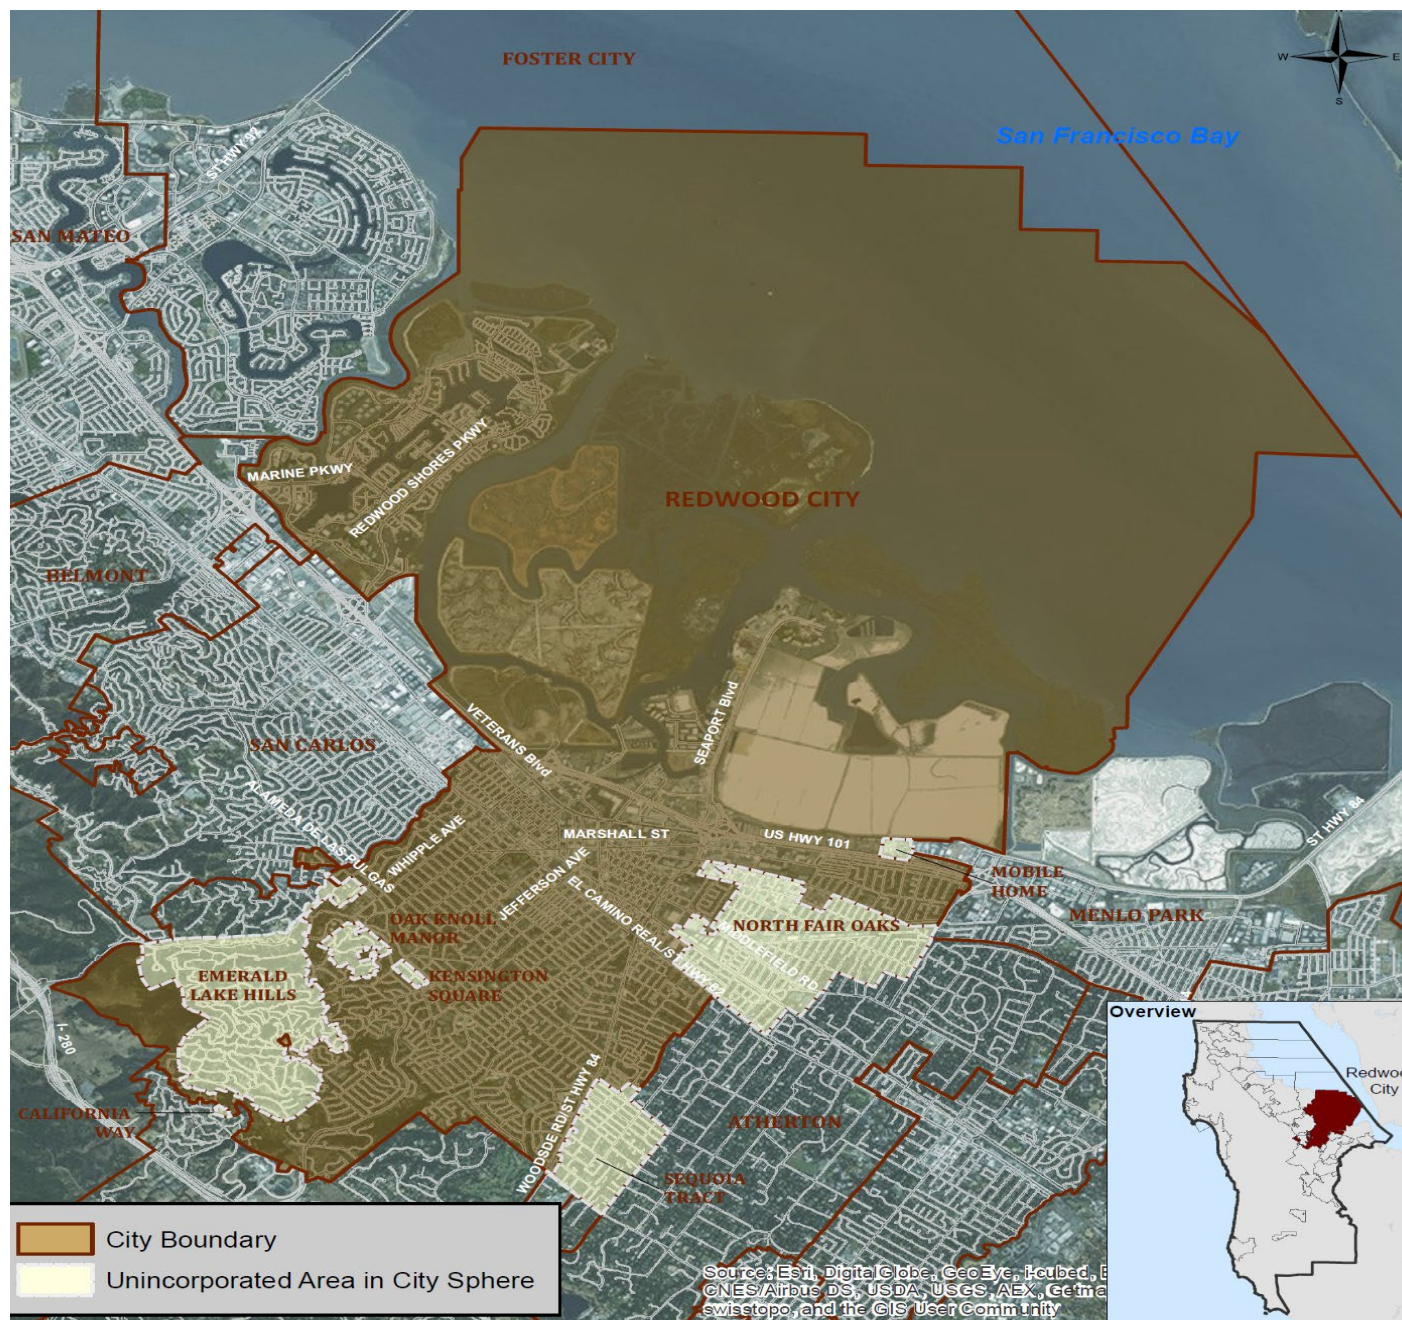 N
FOSTER CITY
W
E
S
San Francisco Bay
ST HWY 92
SAN MATEO
MARINE PKWY
REDWOOD SHORES PKWY
REDWOOD CITY
BELMONT
SEAPORT Blvd
VETERANS Blvd
SAN CARLOS
ALAMEDA DE LAS PULGAS
WHIPPLE AVE
MARSHALL ST
US HWY 101
ST HWY 84
JEFFERSON AVE
MOBILE
HOME
EL CAMINO REAL
MENLO PARK
OAK KNOLL
MANOR
NORTH FAIR OAKS
MIDDLEFIELD RD
EMERALD
LAKE HILLS
KENSINGTON
SQUARE
I - 280
CALIFORNIA
WAY
WOODSDE RD/ST HWY 84
ATHERTON
SEQUOIA
TRACT
Overview
Redwoo
City
City Boundary
Unincorporated Area in City Sphere
Source: Esri, DigitalGlobe, GeoEye, i-cubed, E
CNES/Airbus DS, USDA, USGS, AEX, Getma
swisstopo, and the GIS User Community